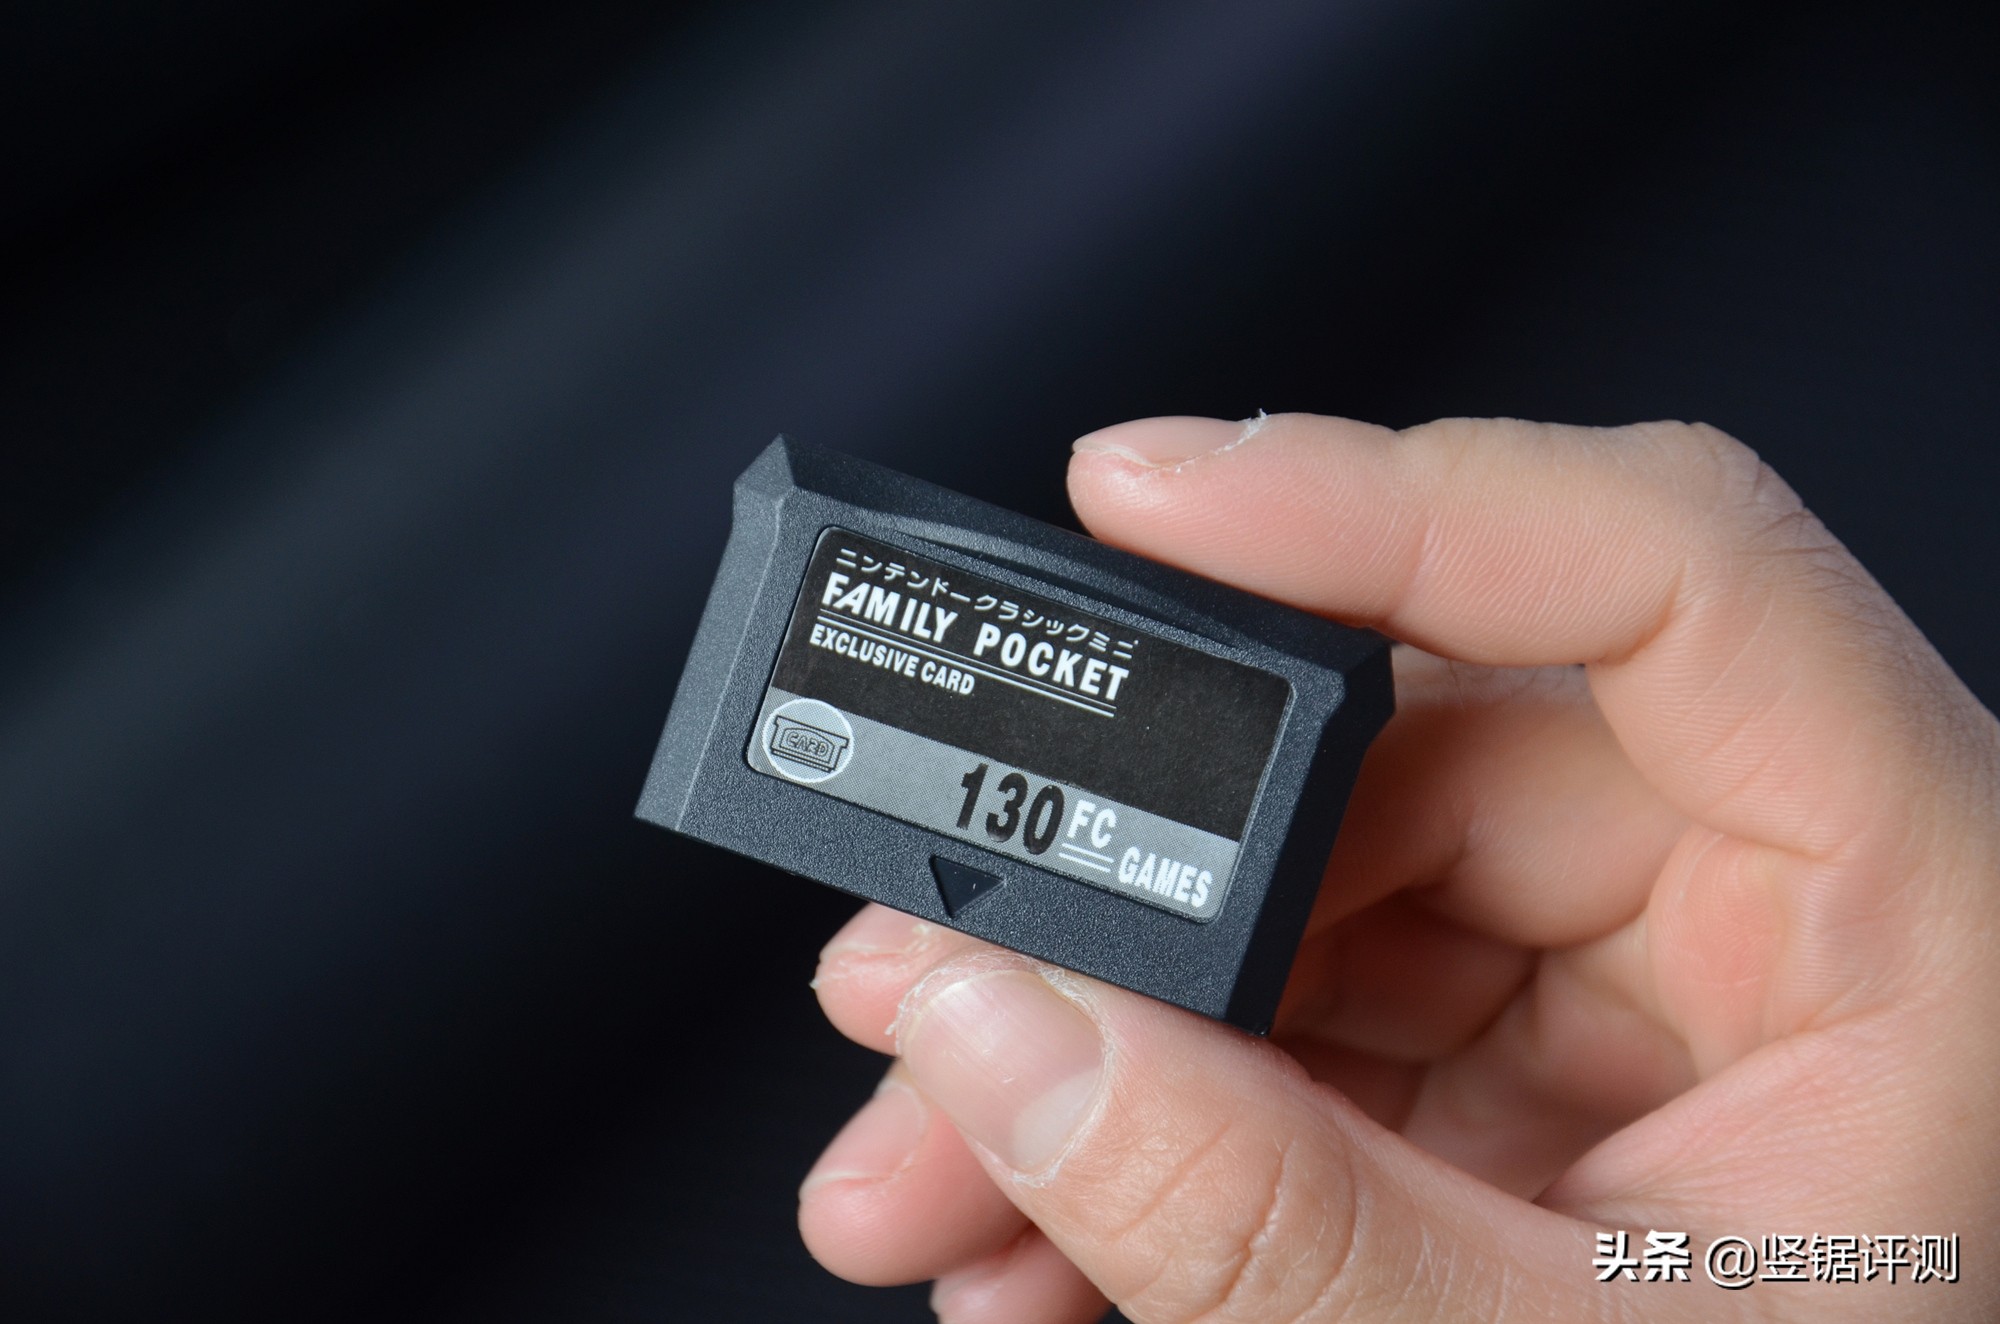 ニンテンドークラシックミニ
FAMILY POCKET
EXCLUSIVE CARD
CARD
130 FC GAMES
头条 @竖锯评测